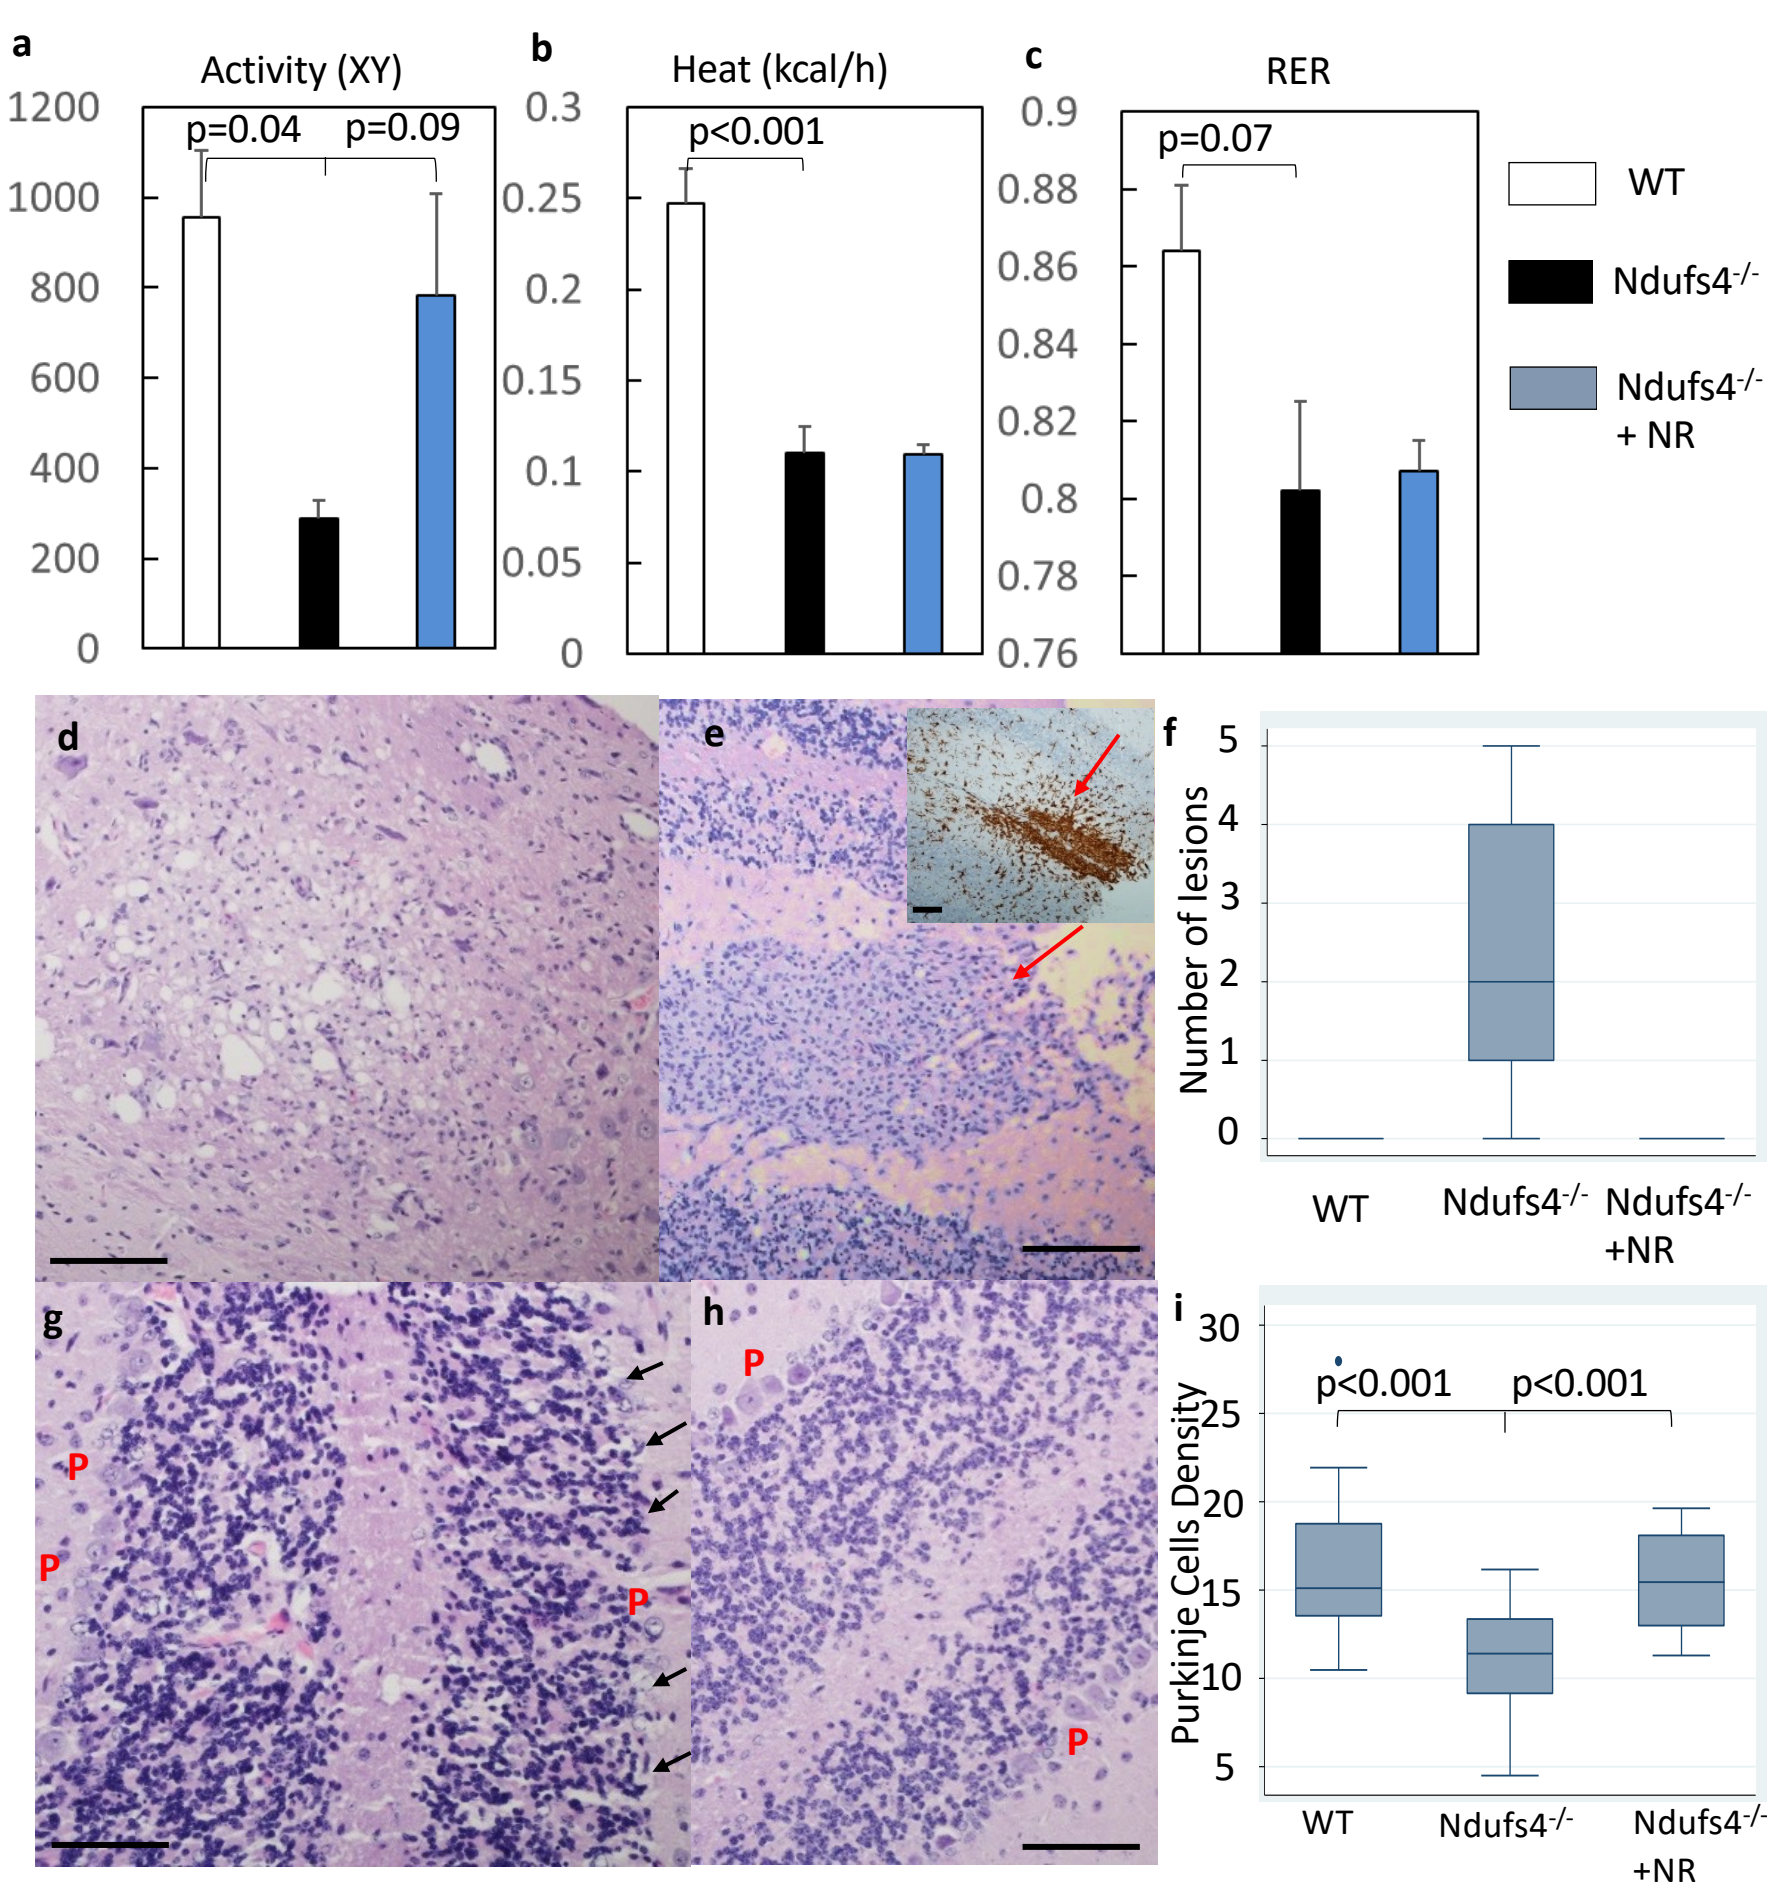 a
Activity (XY)
1200
1000
800
600
400
200
0
p=0.04
p=0.09
b
Heat (kcal/h)
0.3
0.25
0.2
0.15
0.1
0.05
0
p<0.001
c
RER
0.9
0.88
0.86
0.84
0.82
0.8
0.78
0.76
p=0.07
WT
Ndufs4-/-
Ndufs4-/-
+ NR
d
e
f
Number of lesions
5
4
3
2
1
0
WT
Ndufs4-/-
Ndufs4-/-
+NR
g
P
P
P
h
P
P
i
Purkinje Cells Density
30
25
20
15
10
5
p<0.001
p<0.001
WT
Ndufs4-/-
Ndufs4-/-
+NR